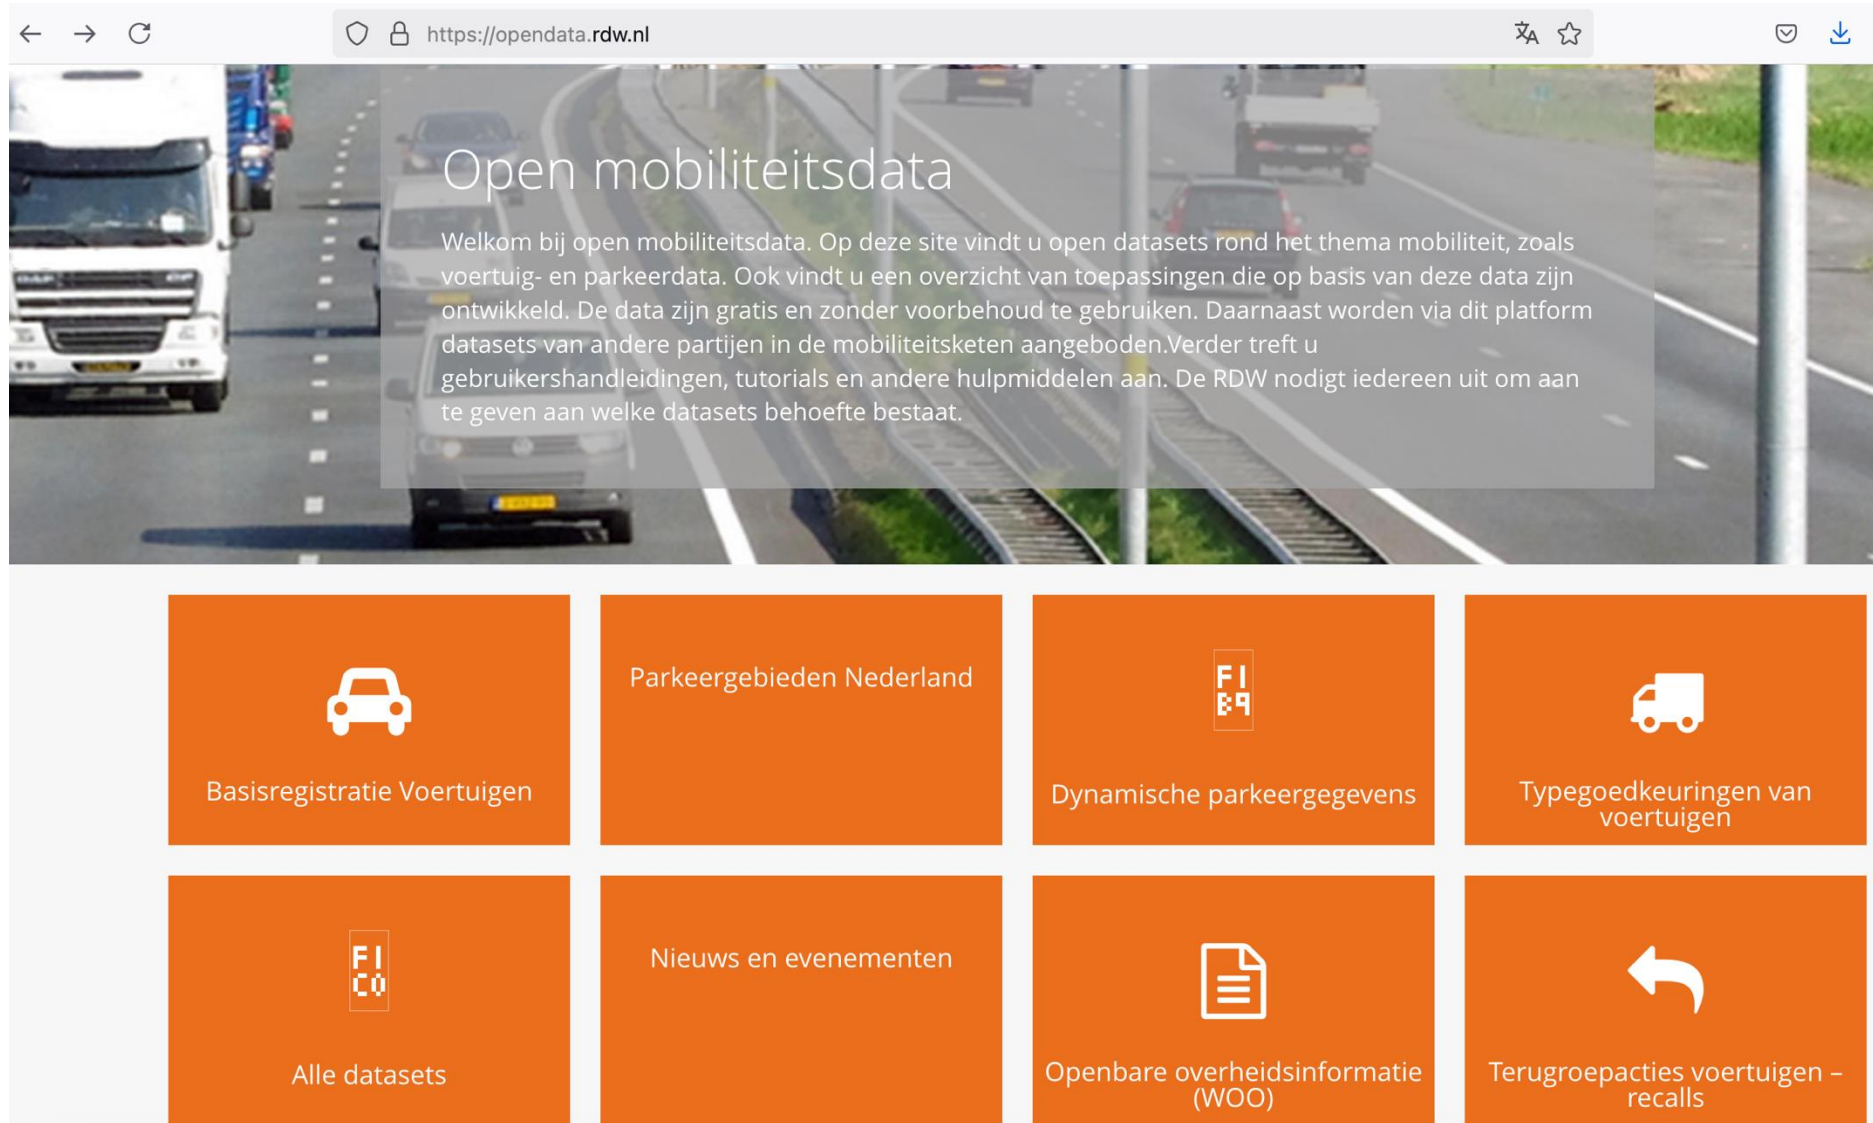 https://opendata.rdw.nl
Open mobiliteitsdata
Welkom bij open mobiliteitsdata. Op deze site vindt u open datasets rond het thema mobiliteit, zoals
voertuig- en parkeerdata. Ook vindt u een overzicht van toepassingen die op basis van deze data zijn
ontwikkeld. De data zijn gratis en zonder voorbehoud te gebruiken. Daarnaast worden via dit platform
datasets van andere partijen in de mobiliteitsketen aangeboden.Verder treft u
gebruikershandleidingen, tutorials en andere hulpmiddelen aan. De RDW nodigt iedereen uit om aan
te geven aan welke datasets behoefte bestaat.
Basisregistratie Voertuigen
Parkeergebieden Nederland
F1
B9
Dynamische parkeergegevens
Typegoedkeuringen van
voertuigen
F1
C0
Alle datasets
Nieuws en evenementen
Openbare overheidsinformatie
(WOO)
Terugroepacties voertuigen –
recalls